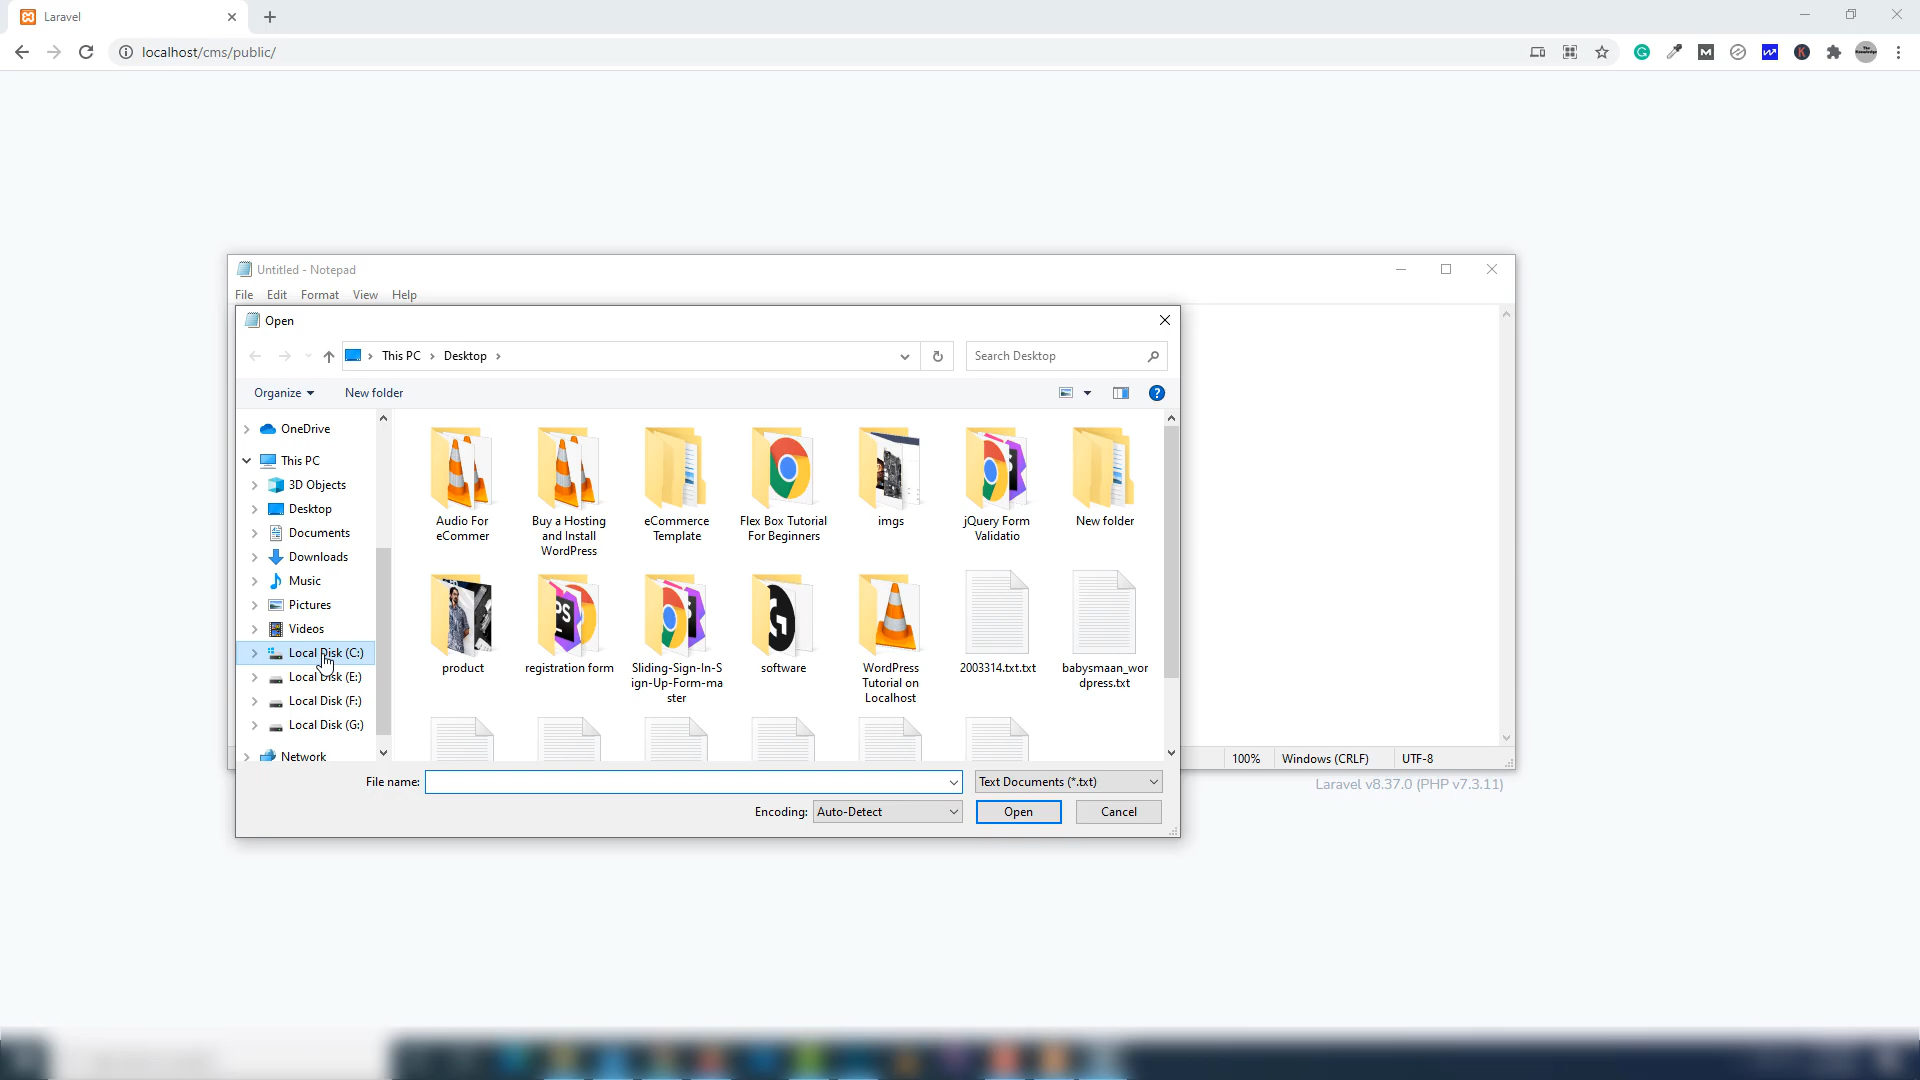 Laravel
localhost/cms/public/
Untitled - Notepad
File Edit Format View Help
Open
This PC Desktop
Search Desktop
Organize New folder
OneDrive
This PC
3D Objects
Desktop
Documents
Downloads
Music
Pictures
Videos
Local Disk (C:)
Local Disk (E:)
Local Disk (F:)
Local Disk (G:)
Network
Audio For
eCommer
Buy a Hosting
and Install
WordPress
eCommerce
Template
Flex Box Tutorial
For Beginners
imgs
jQuery Form
Validatio
New folder
product
registration form
Sliding-Sign-In-S
ign-Up-Form-ma
ster
software
WordPress
Tutorial on
Localhost
2003314.txt.txt
babysmaan_wor
dpress.txt
File name:
Text Documents (*.txt)
Encoding: Auto-Detect
Open Cancel
100% Windows (CRLF) UTF-8
Laravel v8.37.0 (PHP v7.3.11)